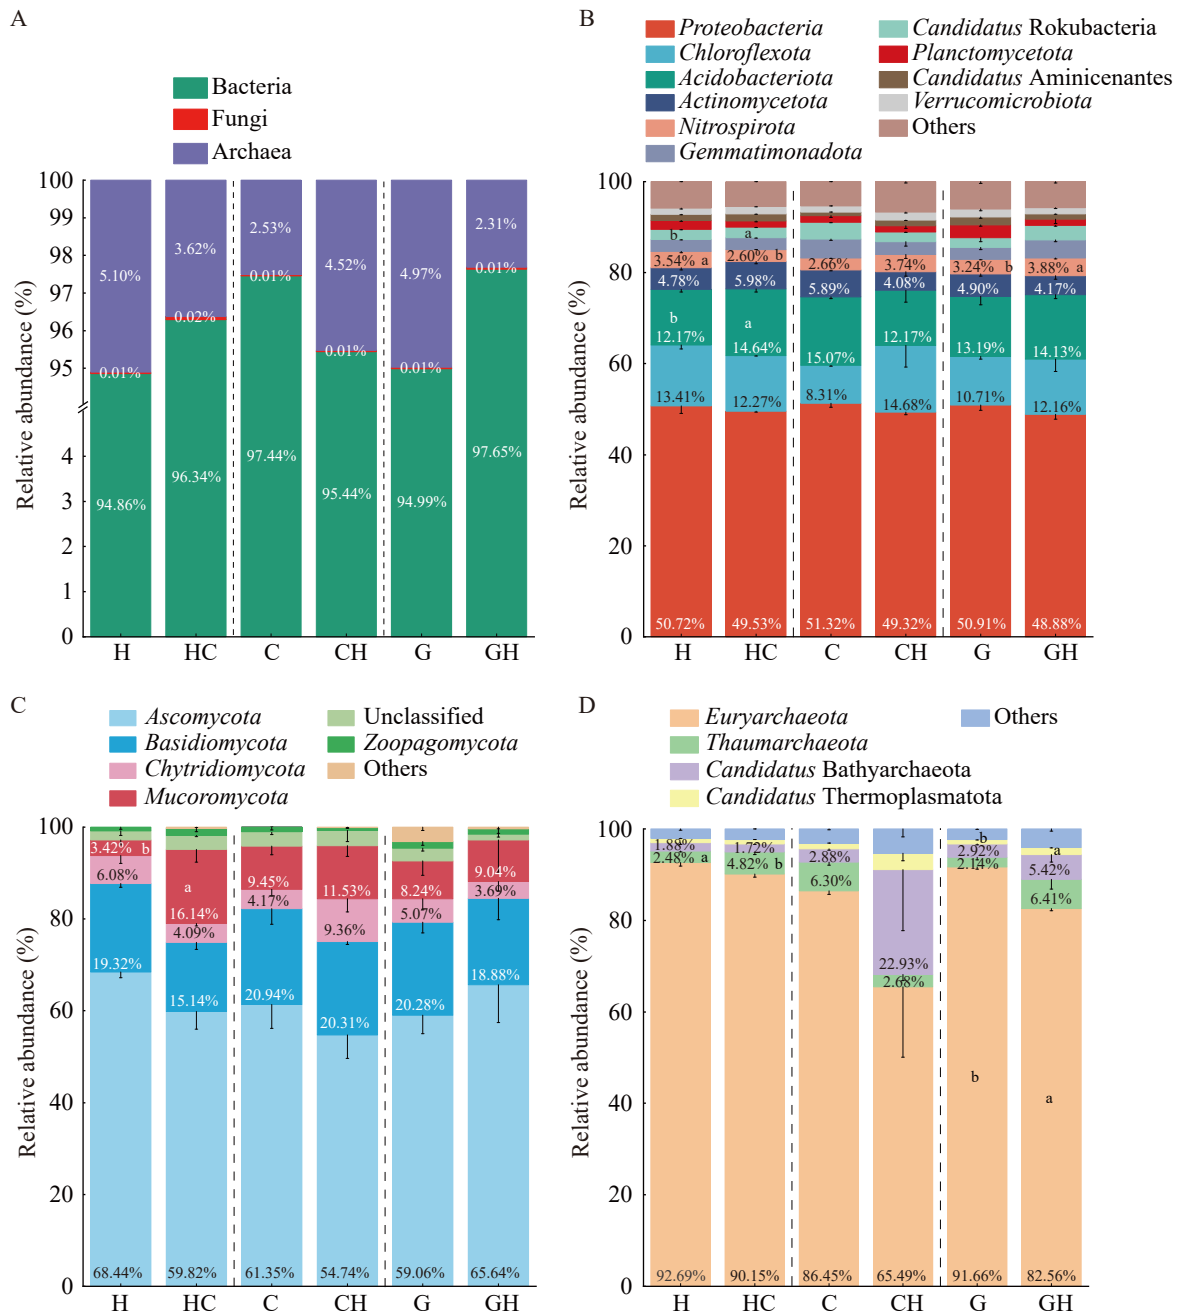 A
Bacteria
Fungi
Archaea
Relative abundance (%)
100
99
98
97
96
95
4
3
2
1
0
5.10%
3.62%
2.53%
4.52%
4.97%
2.31%
0.01%
0.02%
0.01%
0.01%
0.01%
0.01%
94.86%
96.34%
97.44%
95.44%
94.99%
97.65%
H HC C CH G GH
B
Proteobacteria
Chloroflexota
Acidobacteriota
Actinomycetota
Nitrospirota
Gemmatimonadota
Candidatus Rokubacteria
Planctomycetota
Candidatus Aminicenantes
Verrucomicrobiota
Others
Relative abundance (%)
100
80
60
40
20
0
b a
3.54% a 2.60% b 2.66% 3.74% 3.24% b 3.88% a
4.78% 5.98% 5.89% 4.08% 4.90% 4.17%
b a
12.17% 14.64% 15.07% 12.17% 13.19% 14.13%
13.41% 12.27% 8.31% 14.68% 10.71% 12.16%
50.72% 49.53% 51.32% 49.32% 50.91% 48.88%
H HC C CH G GH
C
Ascomycota
Basidiomycota
Chytridiomycota
Mucoromycota
Unclassified
Zoopagomycota
Others
Relative abundance (%)
100
80
60
40
20
0
3.42% b a
16.14% 9.45% 11.53% 8.24% 9.04%
6.08% 4.09% 4.17% 9.36% 5.07% 3.69%
19.32% 15.14% 20.94% 20.31% 20.28% 18.88%
68.44% 59.82% 61.35% 54.74% 59.06% 65.64%
H HC C CH G GH
D
Euryarchaeota
Thaumarchaeota
Candidatus Bathyarchaeota
Candidatus Thermoplasmatota
Others
Relative abundance (%)
100
80
60
40
20
0
b a
1.88% 1.72% 2.88% 22.93% 2.92% 5.42%
2.48% a 4.82% b 6.30% 2.68% 2.14% 6.41%
b a
92.69% 90.15% 86.45% 65.49% 91.66% 82.56%
H HC C CH G GH